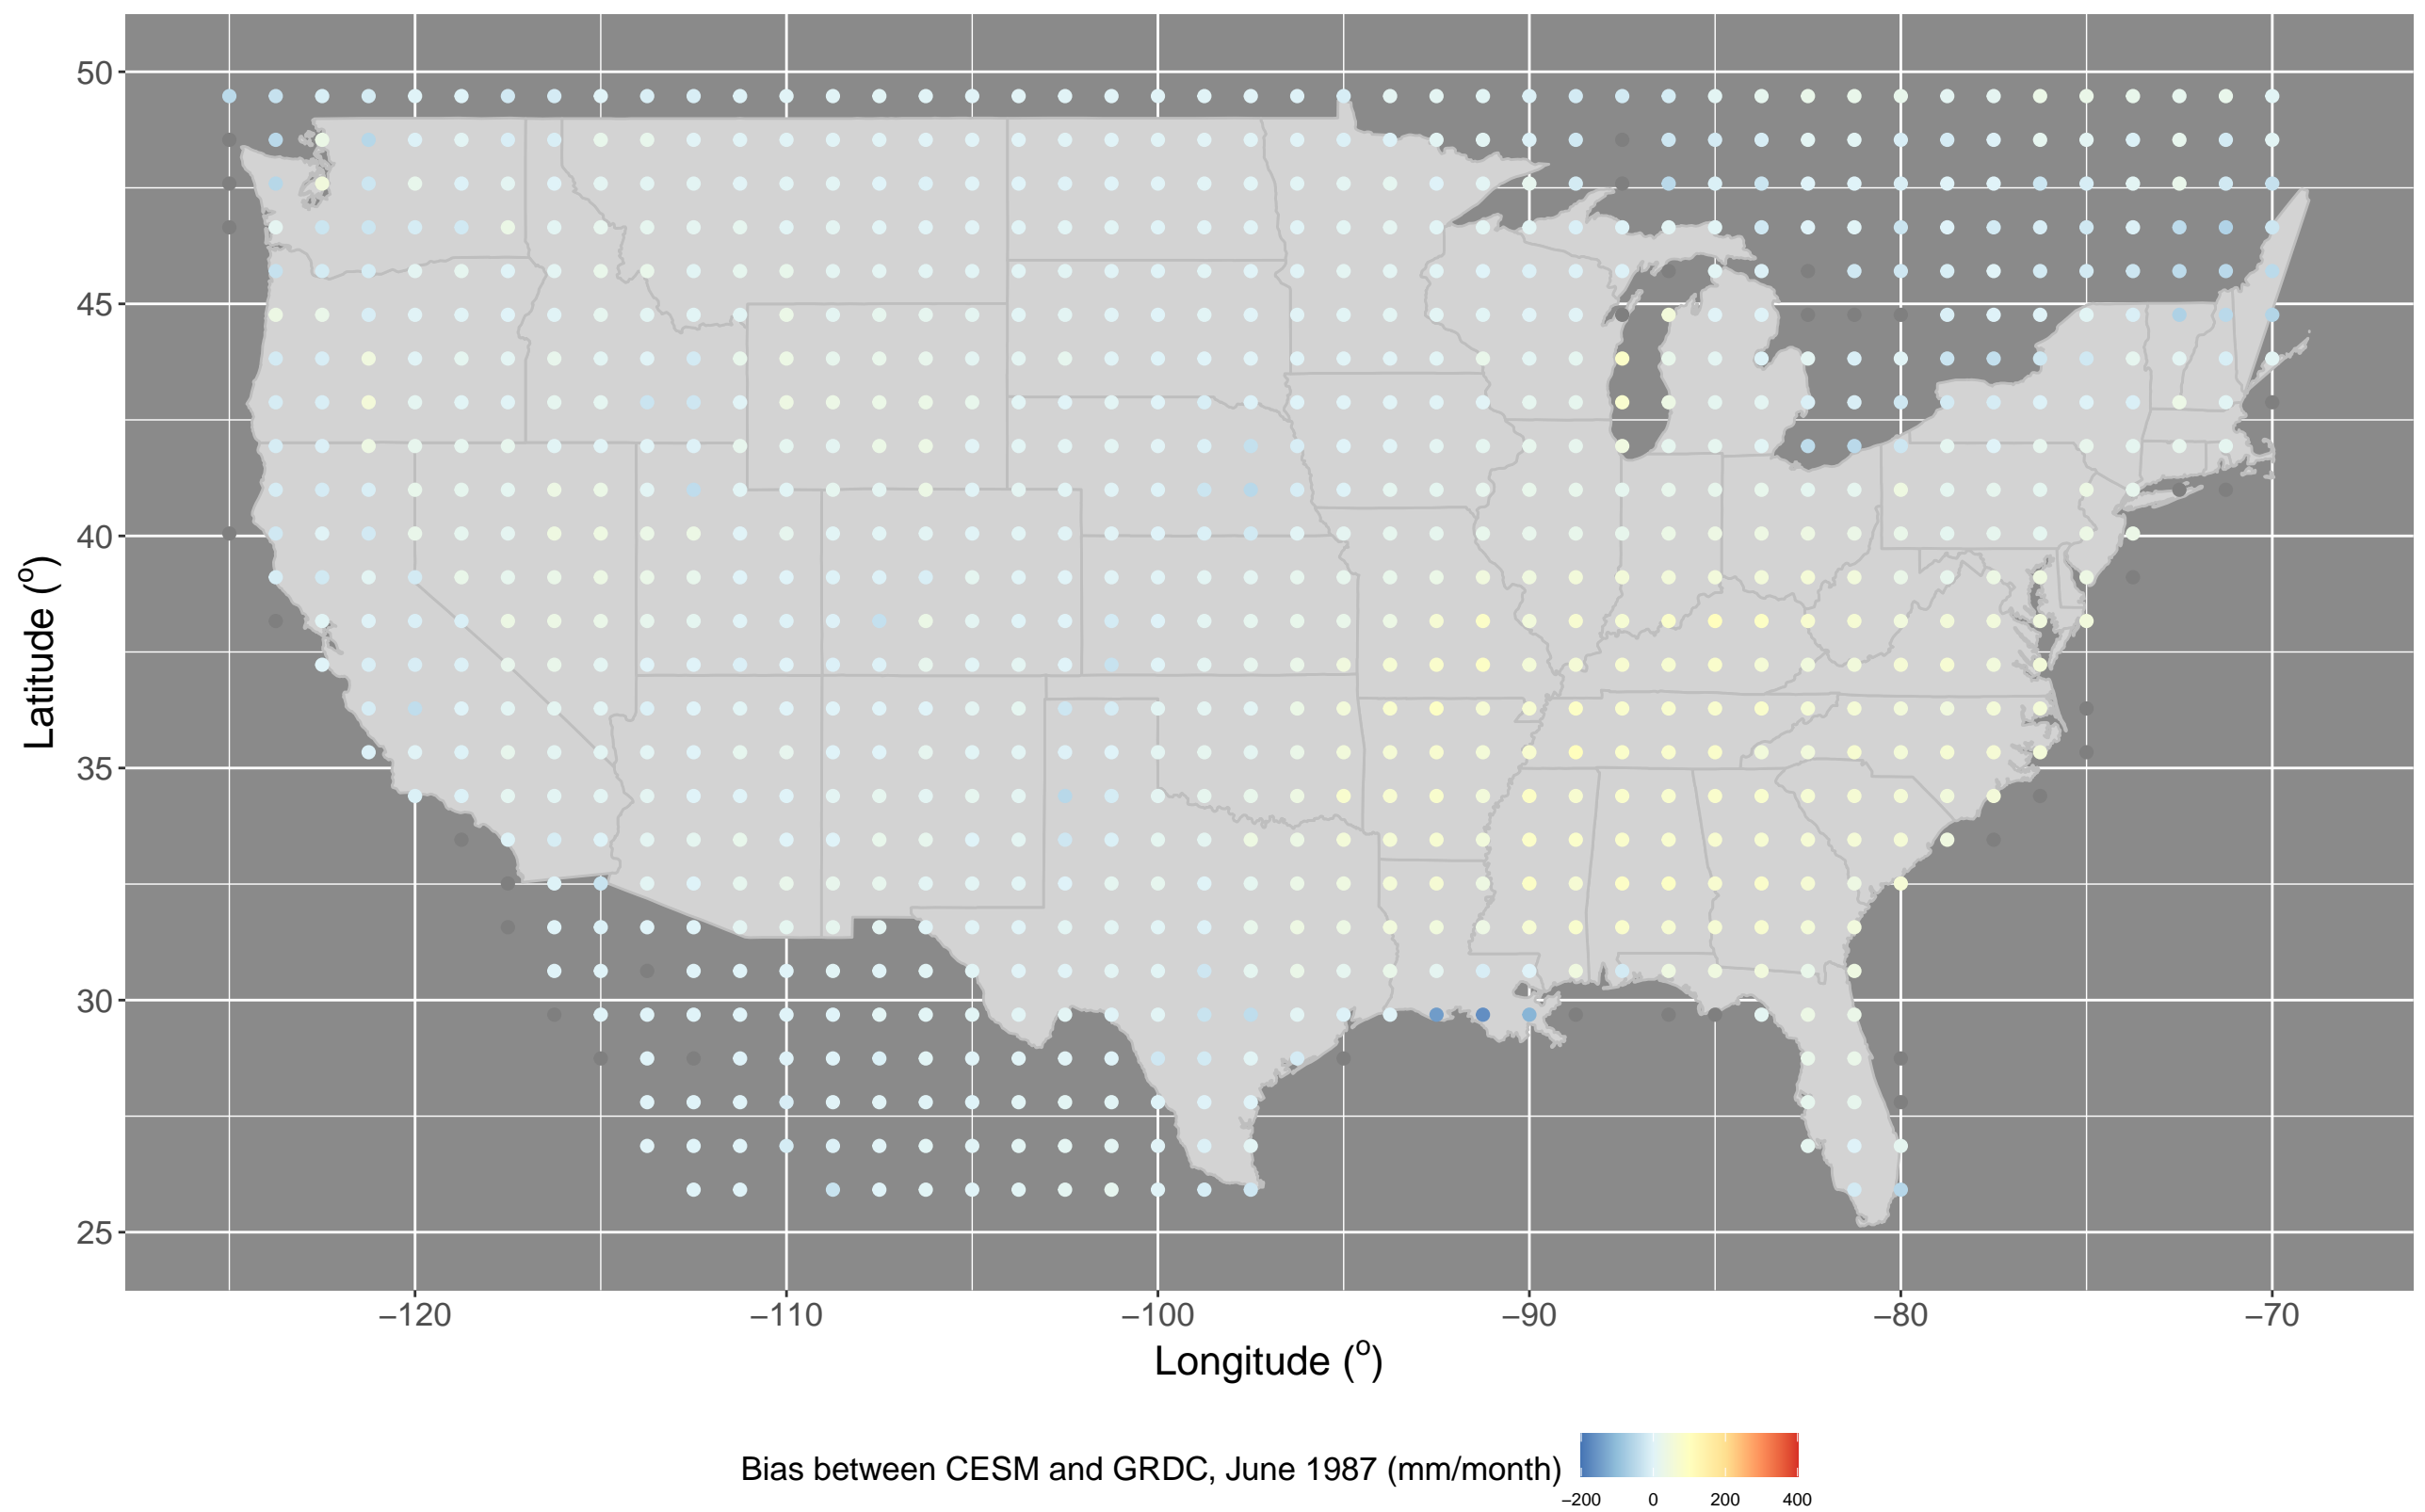 50
45
40
35
30
25
Latitude (o)
−120 −110 −100 −90 −80 −70
Longitude (o)
Bias between CESM and GRDC, June 1987 (mm/month)
−200 0 200 400